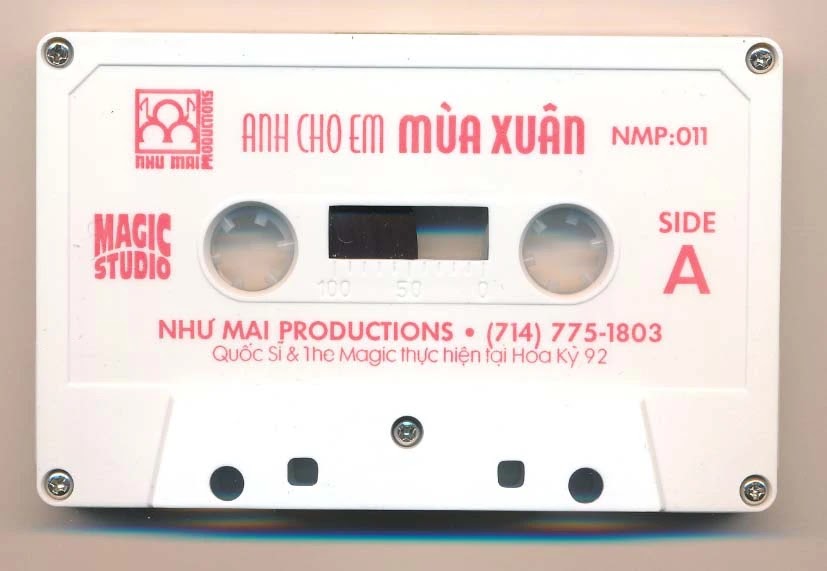 NHU MAI
PRODUCTIONS
ANH CHO EM MÙA XUÂN
NMP:011
MAGIC
STUDIO
SIDE
A
100 50 0
NHƯ MAI PRODUCTIONS • (714) 775-1803
Quốc Sĩ & The Magic thực hiện tại Hoa Kỳ 92